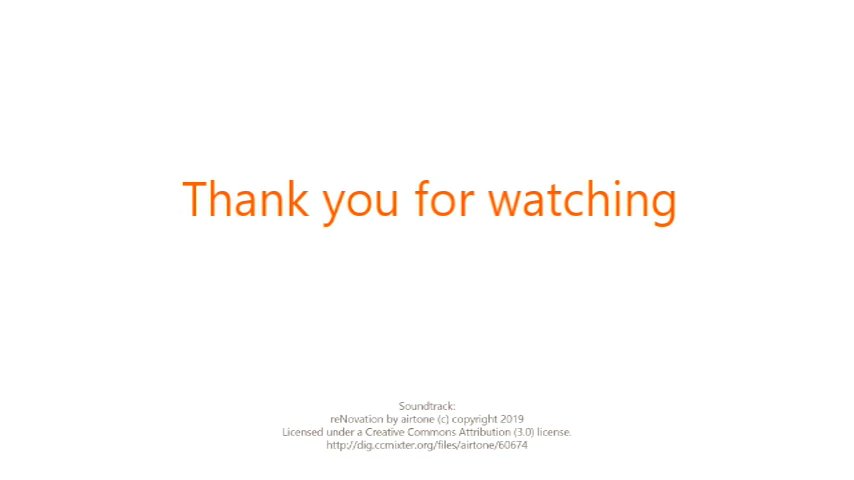 Thank you for watching
Soundtrack:
reNovation by airtone (c) copyright 2019
Licensed under a Creative Commons Attribution (3.0) license.
http://dig.ccmixter.org/files/airtone/60674